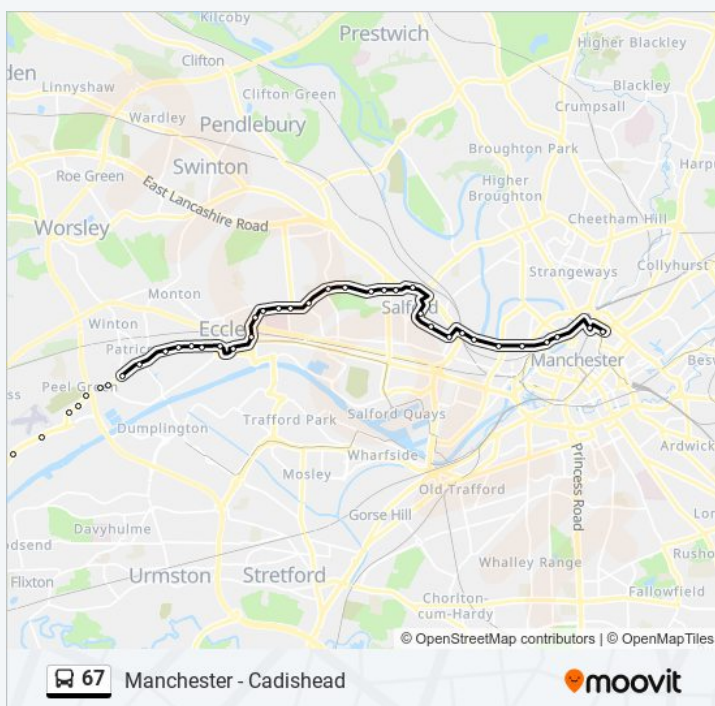 Kilcoby
Prestwich
Higher Blackley
den
Linnyshaw
Clifton
Clifton Green
Blackley
Wardley
Crumpsall
Pendlebury
Broughton Park
Swinton
Harpu
Roe Green
East Lancashire Road
Higher
Broughton
Worsley
Cheetham Hill
Collyhurst
Monton
Strangeways
Winton
Eccle
Salford
Patric
Manchester
Bes
Peel Green
ss
Salford Quays
Trafford Park
Dumplington
Ardwick
Wharfside
Mosley
Princess Road
Old Trafford
Gorse Hill
Lon
Davyhulme
odsend
Whalley Range
Rusho
Flixton
Urmston
Stretford
Chorlton-
cum-Hardy
Fallowfield
© OpenStreetMap contributors | © OpenMapTiles
67 Manchester - Cadishead
moovit